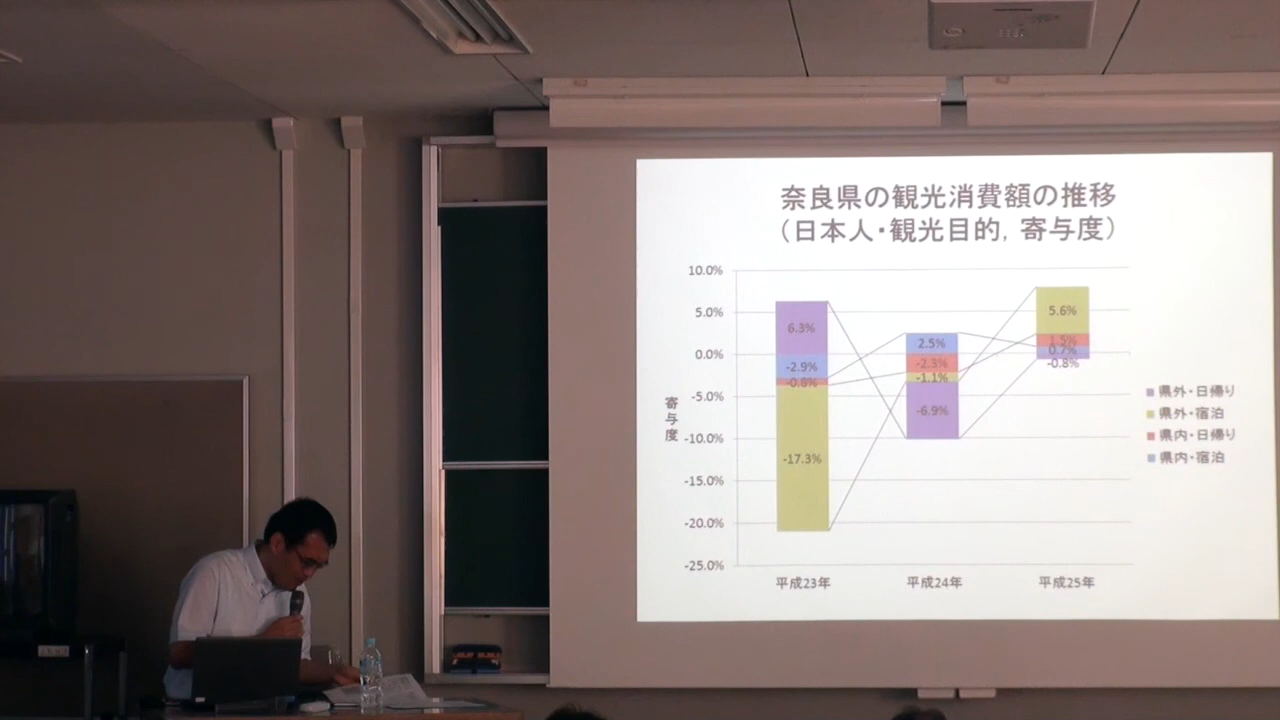 奈良県の観光消費額の推移
（日本人・観光目的，寄与度）
10.0%
5.0%
0.0%
-5.0%
-10.0%
-15.0%
-20.0%
-25.0%
寄与度
6.3%
-2.9%
-0.8%
-17.3%
2.5%
-2.3%
-1.1%
-6.9%
5.6%
1.5%
0.7%
-0.8%
平成23年
平成24年
平成25年
県外・日帰り
県外・宿泊
県内・日帰り
県内・宿泊